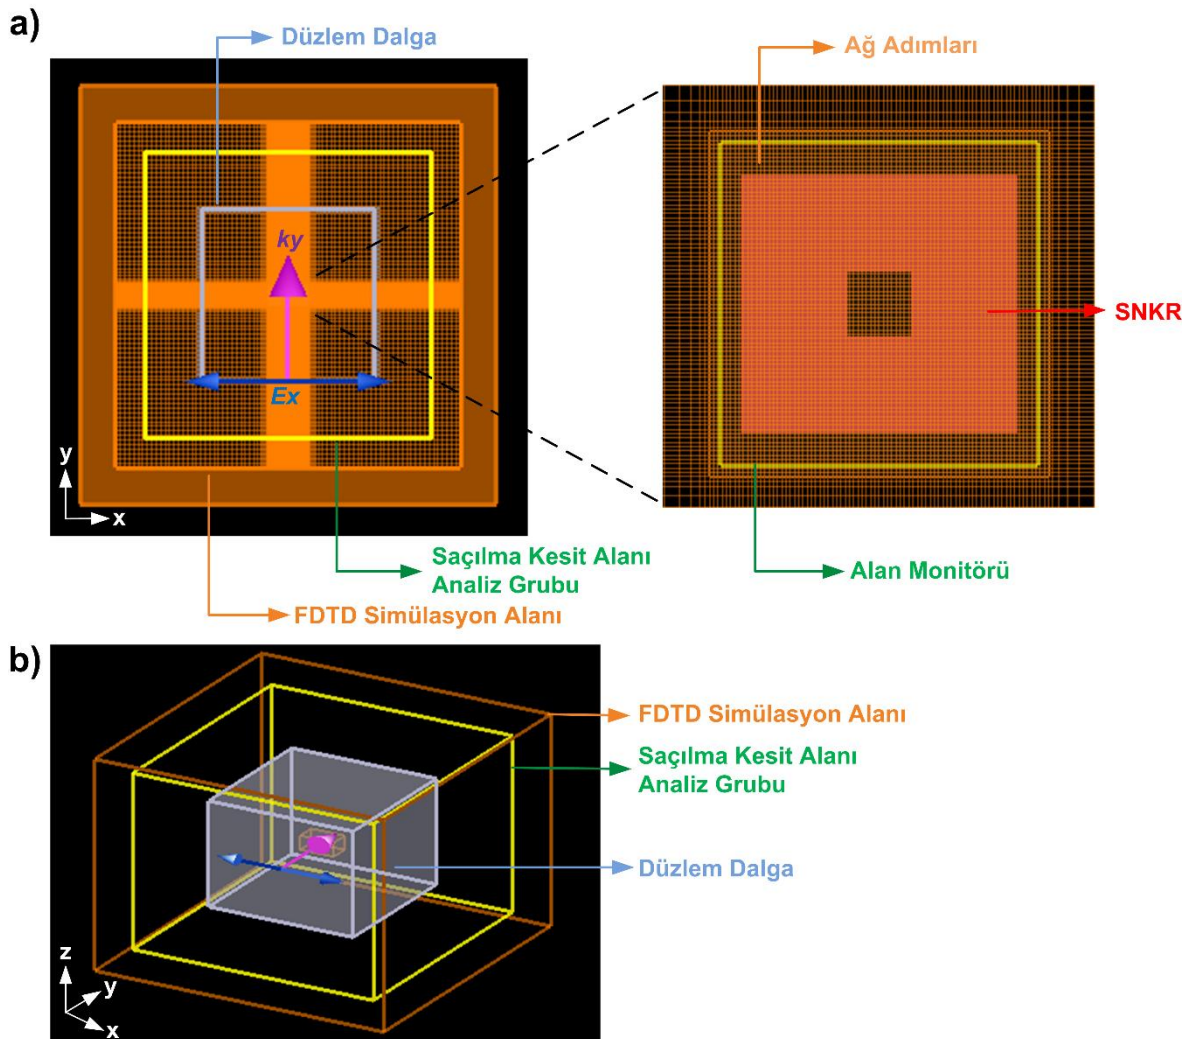 a)
Düzlem Dalga
Ağ Adımları
ky
Ex
SNKR
y
x
Saçılma Kesit Alanı
Analiz Grubu
Alan Monitörü
FDTD Simülasyon Alanı
b)
FDTD Simülasyon Alanı
Saçılma Kesit Alanı
Analiz Grubu
Düzlem Dalga
z
y
x